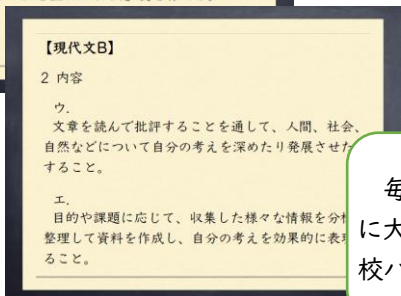 【現代文B】
2 内容
ウ.
文章を読んで批評することを通して、人間、社会、
自然などについて自分の考えを深めたり発展させた
すること。
エ.
目的や課題に応じて、収集した様々な情報を分
整理して資料を作成し、自分の考えを効果的に表
ること。
毎
に大
校バ